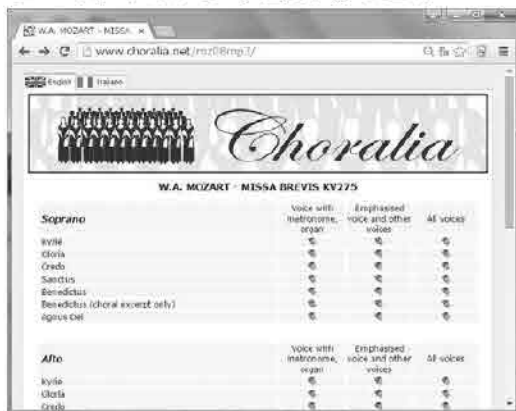 W.A. MOZART - MISSA
www.choralia.net/mz08mp3/
English Italiano
Choralia
W.A. MOZART - MISSA BREVIS KV275
Soprano Voice with metronome, organ Emphasised voice and other voices All voices
Kyrie
Gloria
Credo
Sanctus
Benedictus
Benedictus (choral excerpt only)
Agnus Dei
Alto Voice with metronome, organ Emphasised voice and other voices All voices
Kyrie
Gloria
Credo